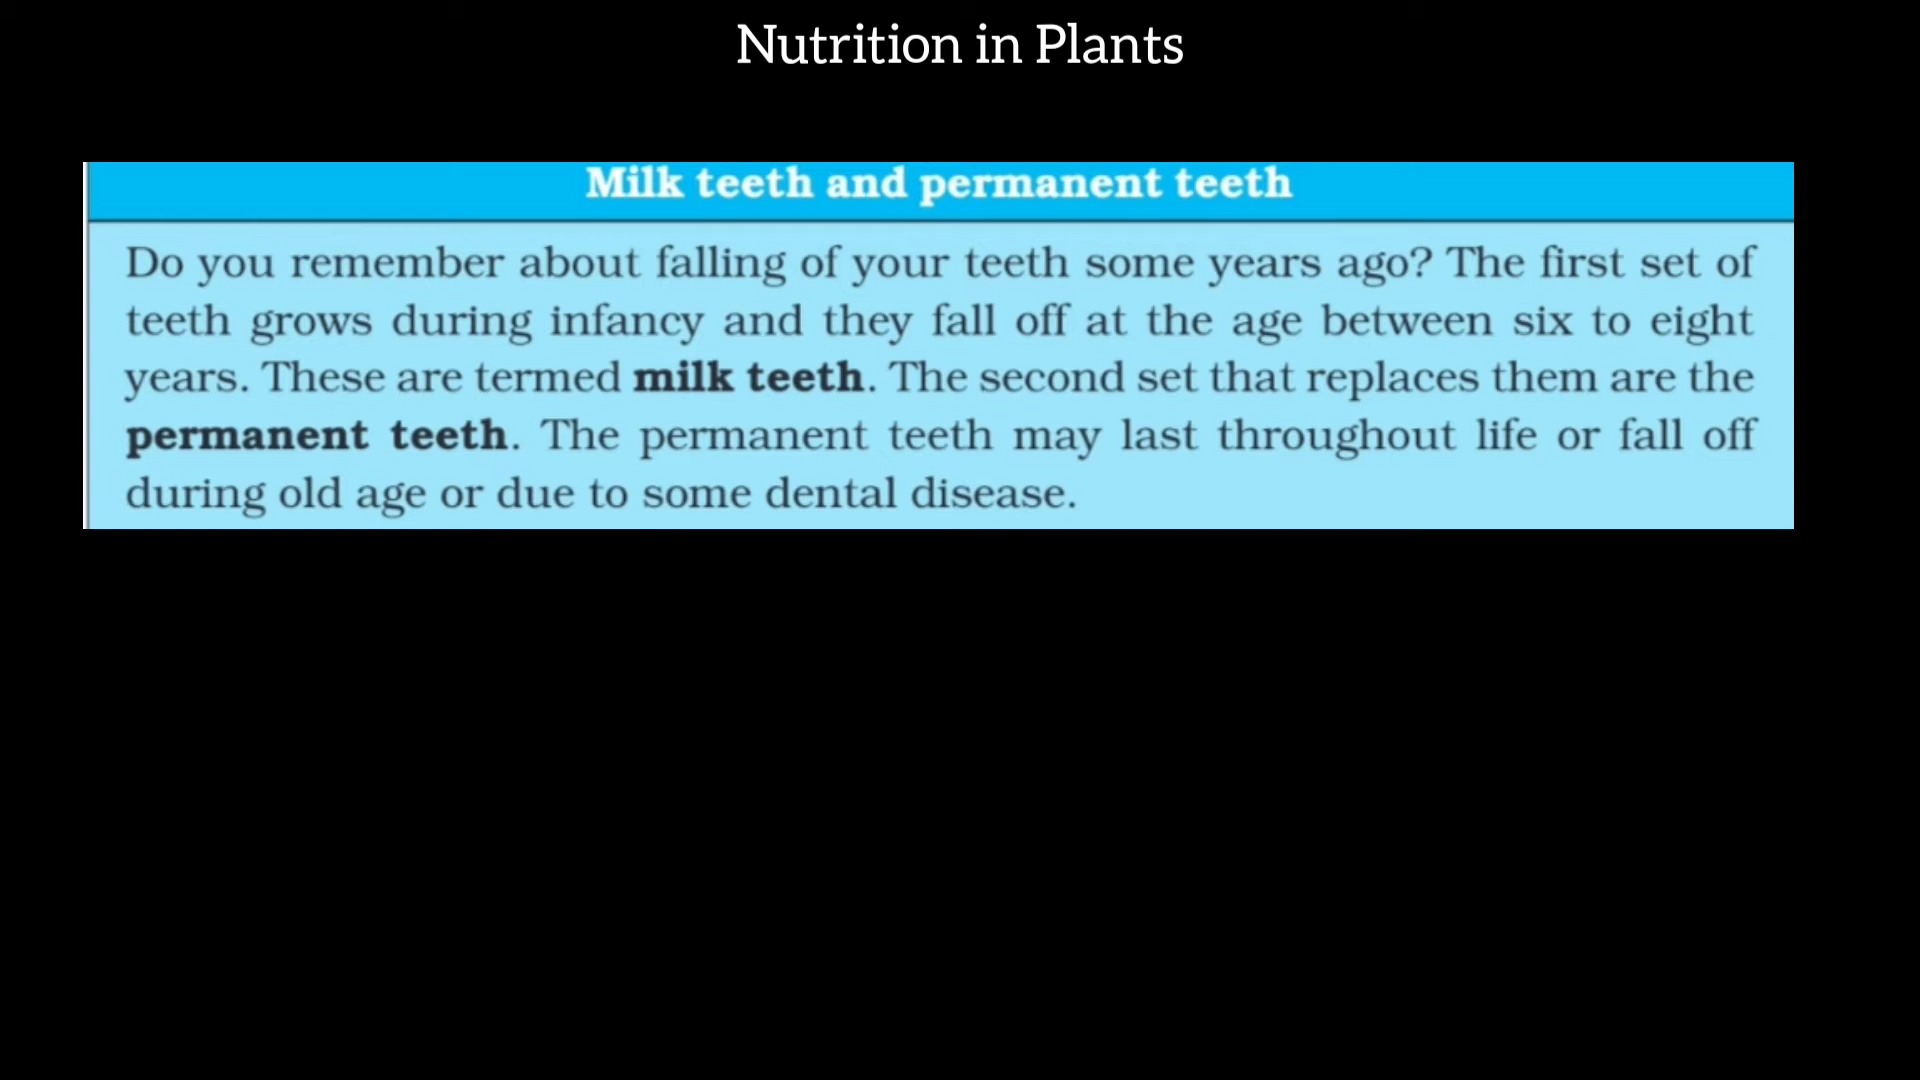 Nutrition in Plants
Milk teeth and permanent teeth
Do you remember about falling of your teeth some years ago? The first set of
teeth grows during infancy and they fall off at the age between six to eight
years. These are termed milk teeth. The second set that replaces them are the
permanent teeth. The permanent teeth may last throughout life or fall off
during old age or due to some dental disease.